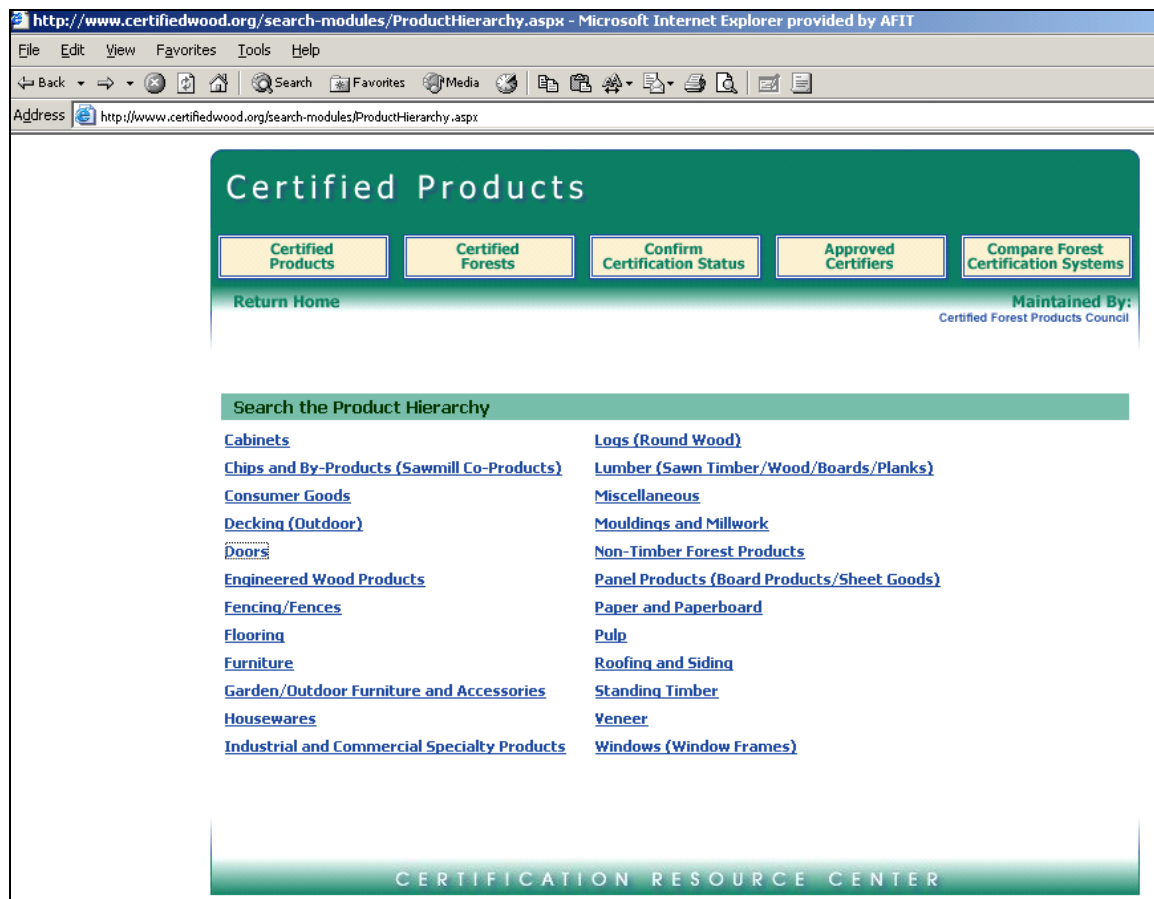 http://www.certifiedwood.org/search-modules/ProductHierarchy.aspx - Microsoft Internet Explorer provided by AFIT
File Edit View Favorites Tools Help
Back Search Favorites Media
Address http://www.certifiedwood.org/search-modules/ProductHierarchy.aspx
Certified Products
Certified
Products
Certified
Forests
Confirm
Certification Status
Approved
Certifiers
Compare Forest
Certification Systems
Return Home
Maintained By:
Certified Forest Products Council
Search the Product Hierarchy
Cabinets
Chips and By-Products (Sawmill Co-Products)
Consumer Goods
Decking (Outdoor)
Doors
Engineered Wood Products
Fencing/Fences
Flooring
Furniture
Garden/Outdoor Furniture and Accessories
Housewares
Industrial and Commercial Specialty Products
Logs (Round Wood)
Lumber (Sawn Timber/Wood/Boards/Planks)
Miscellaneous
Mouldings and Millwork
Non-Timber Forest Products
Panel Products (Board Products/Sheet Goods)
Paper and Paperboard
Pulp
Roofing and Siding
Standing Timber
Veneer
Windows (Window Frames)
CERTIFICATION RESOURCE CENTER